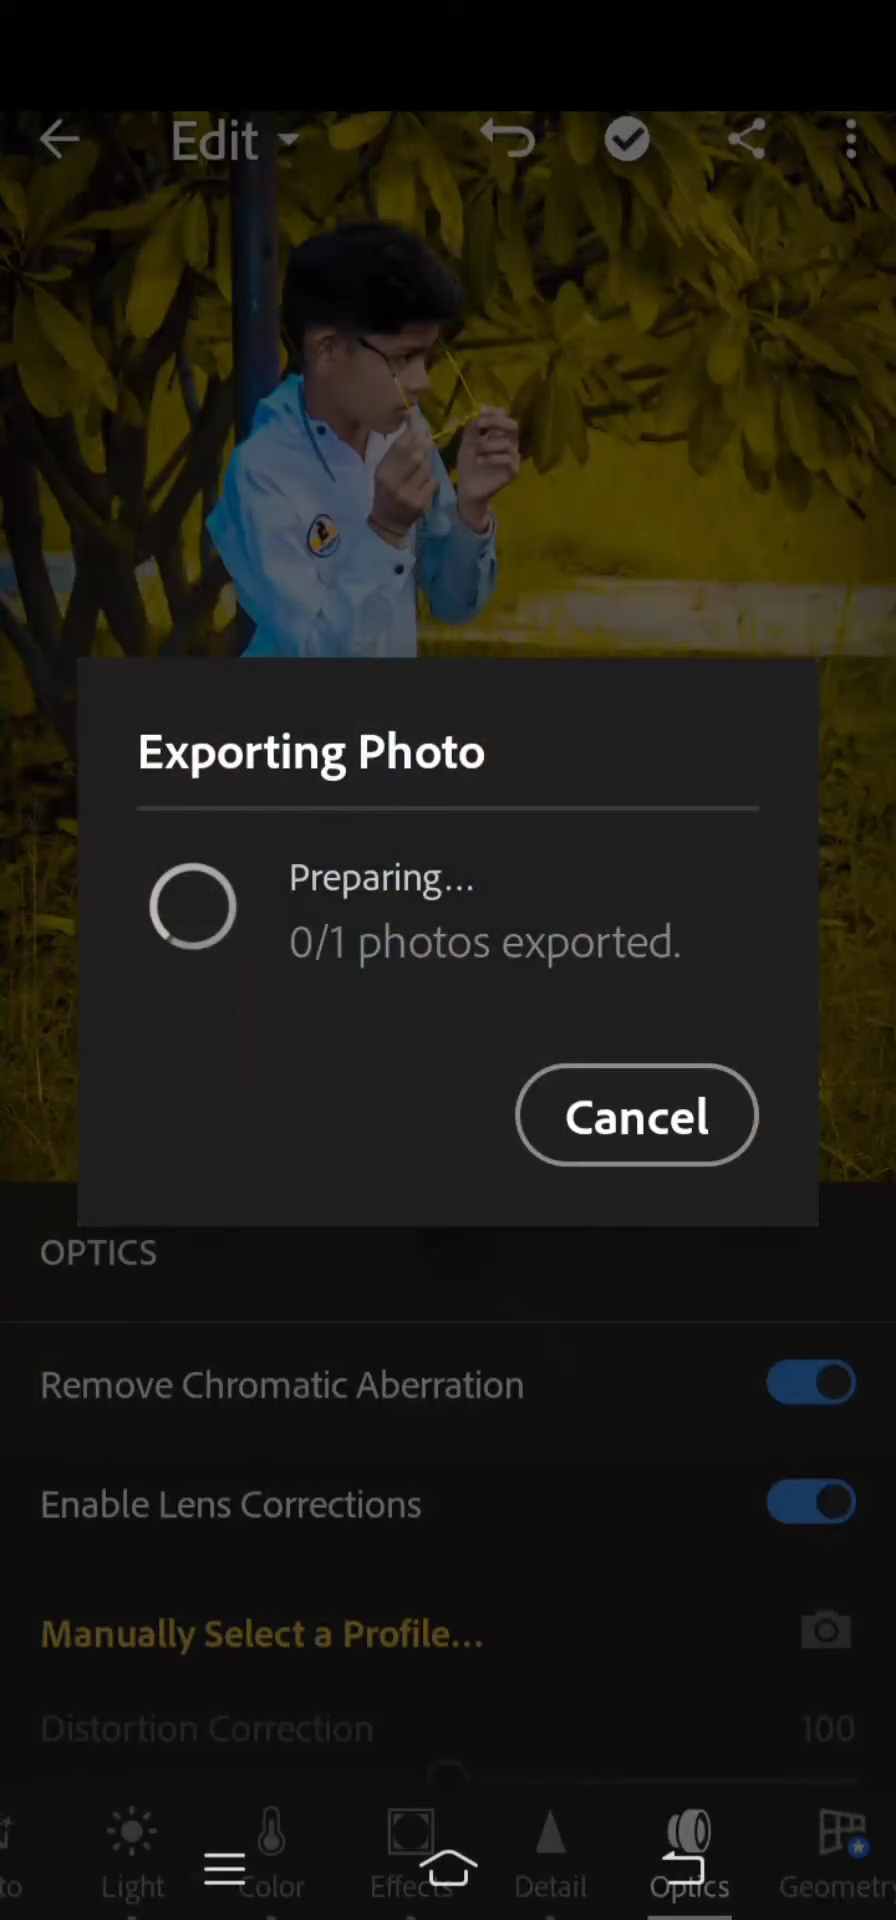 Edit
Exporting Photo
Preparing...
0/1 photos exported.
Cancel
OPTICS
Remove Chromatic Aberration
Enable Lens Corrections
Manually Select a Profile...
Distortion Correction 100
to Light Color Effects Detail Optics Geometry